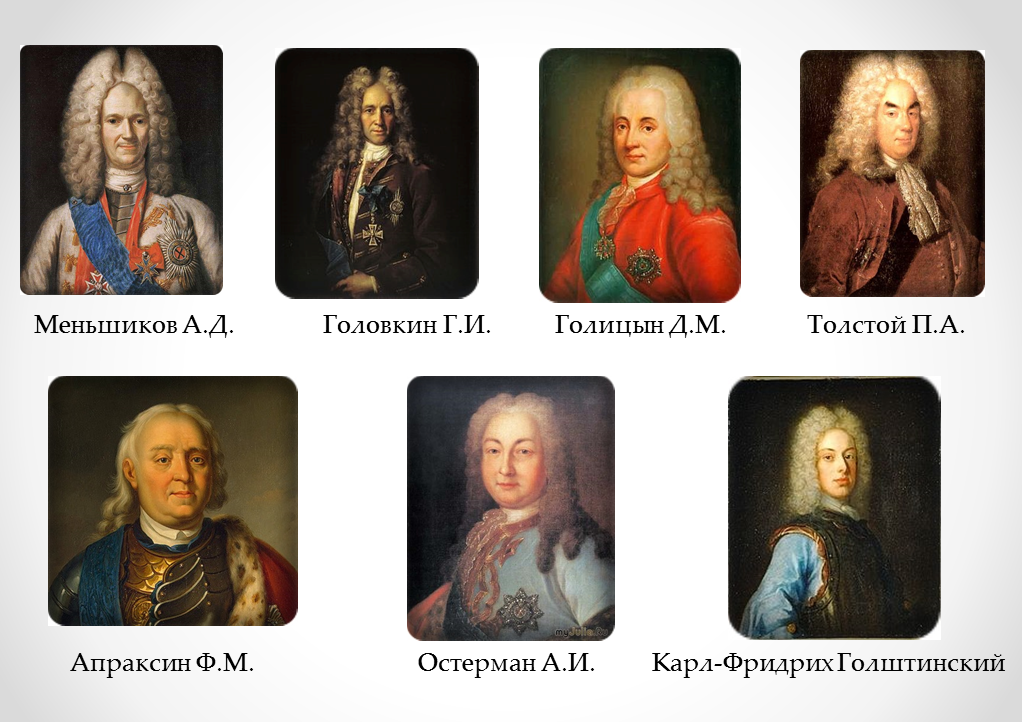 Меньшиков А.Д.
Головкин Г.И.
Голицын Д.М.
Толстой П.А.
Апраксин Ф.М.
Остерман А.И.
Карл-Фридрих Голштинский